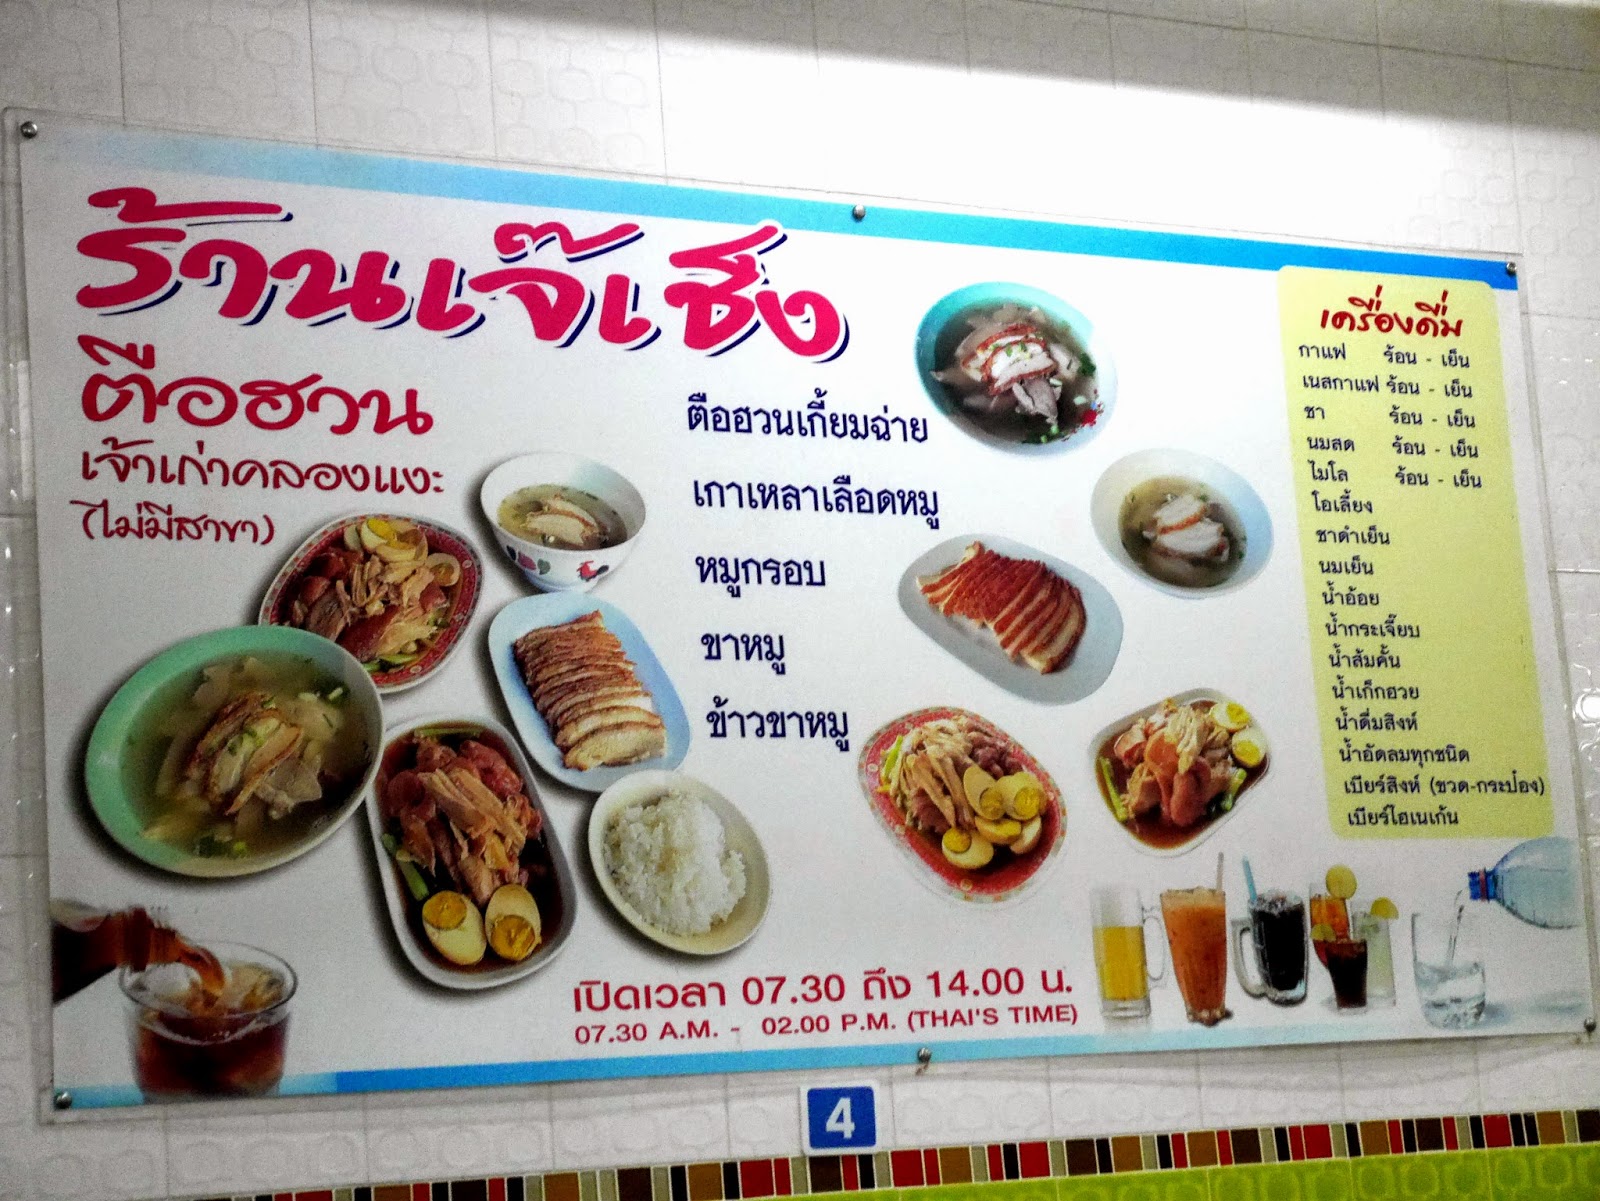 ร้านเจ๊เช็ง
ตือฮวน
เจ้าเก่าคลองแงะ
(ไม่มีสาขา)
ตือฮวนเกี้ยมฉ่าย
เกาเหลาเลือดหมู
หมูกรอบ
ขาหมู
ข้าวขาหมู
เครื่องดื่ม
กาแฟ ร้อน - เย็น
เนสกาแฟ ร้อน - เย็น
ชา ร้อน - เย็น
นมสด ร้อน - เย็น
ไมโล ร้อน - เย็น
โอเลี้ยง
ชาดำเย็น
นมเย็น
น้ำอ้อย
น้ำกระเจี๊ยบ
น้ำส้มคั้น
น้ำเก็กฮวย
น้ำดื่มสิงห์
น้ำอัดลมทุกชนิด
เบียร์สิงห์ (ขวด-กระป๋อง)
เบียร์ไฮเนเก้น
เปิดเวลา 07.30 ถึง 14.00 น.
07.30 A.M. - 02.00 P.M. (THAI'S TIME)
4